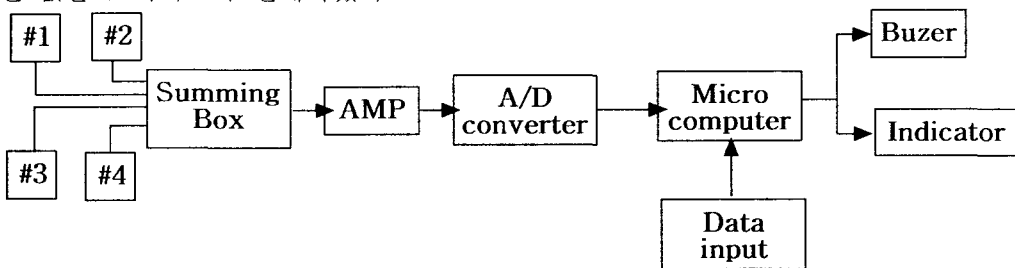 #1
#2
#3
#4
Summing
Box
AMP
A/D
converter
Micro
computer
Data
input
Buzer
Indicator